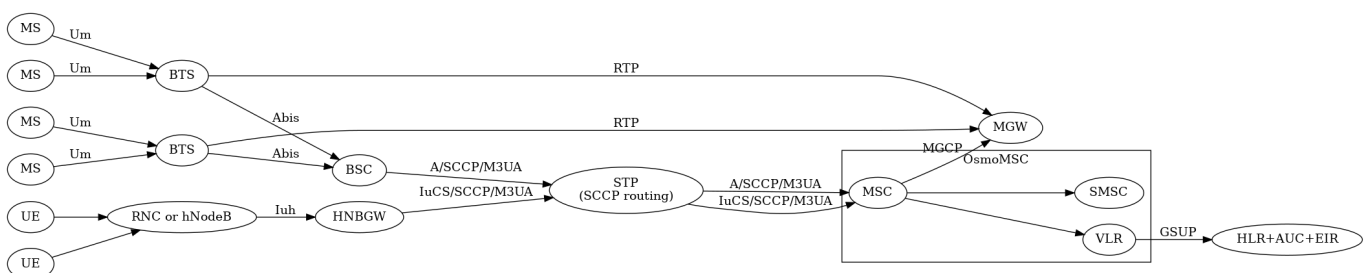 MS
Um
MS
Um
BTS
RTP
MS
Um
MS
Um
BTS
RTP
Abis
Abis
MGW
MGCP
OsmoMSC
BSC
A/SCCP/M3UA
IuCS/SCCP/M3UA
STP
(SCCP routing)
A/SCCP/M3UA
IuCS/SCCP/M3UA
MSC
SMSC
UE
RNC or hNodeB
Iuh
HNBGW
VLR
GSUP
HLR+AUC+EIR
UE